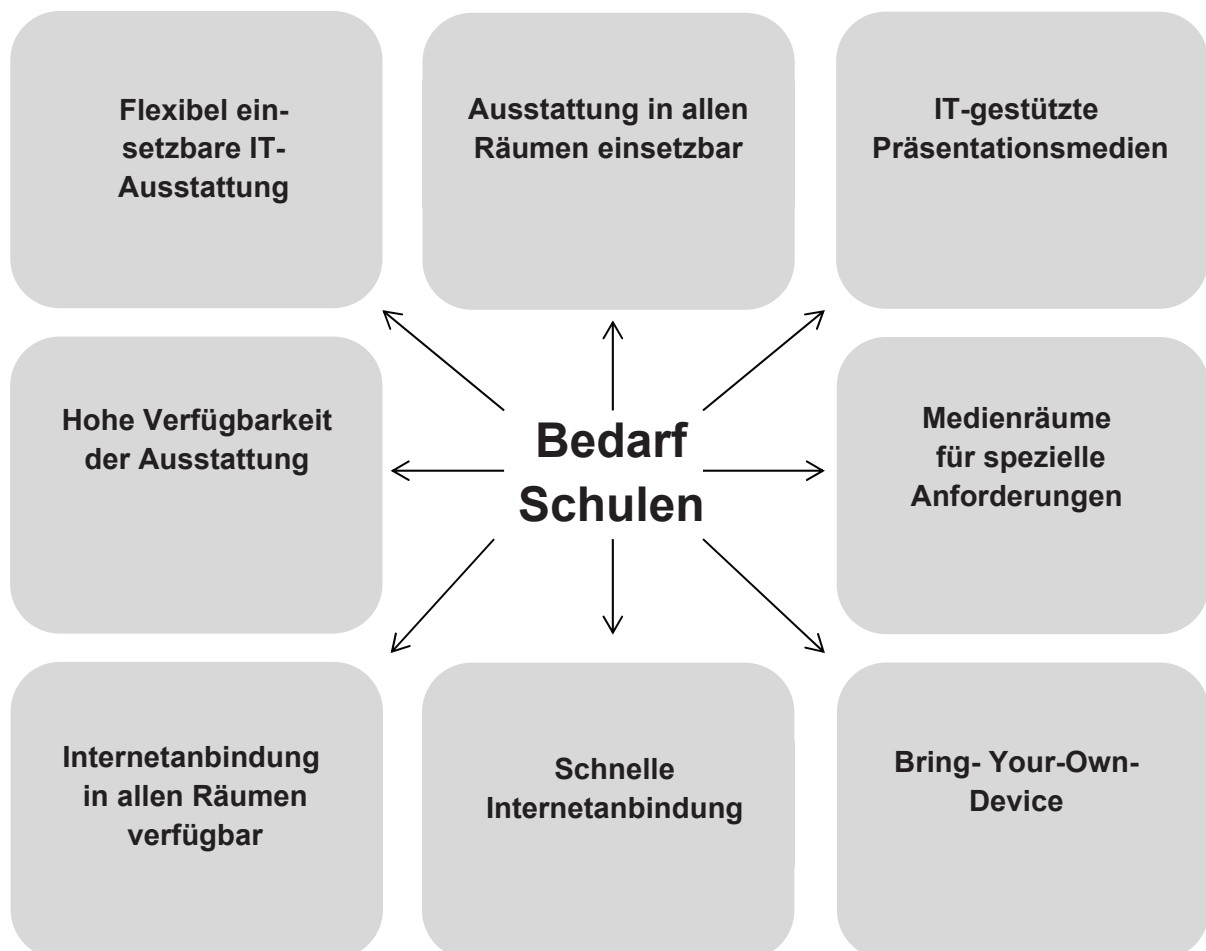 Flexibel ein-
setzbare IT-
Ausstattung
Ausstattung in allen
Räumen einsetzbar
IT-gestützte
Präsentationsmedien
Hohe Verfügbarkeit
der Ausstattung
Bedarf
Schulen
Medienräume
für spezielle
Anforderungen
Internetanbindung
in allen Räumen
verfügbar
Schnelle
Internetanbindung
Bring- Your-Own-
Device